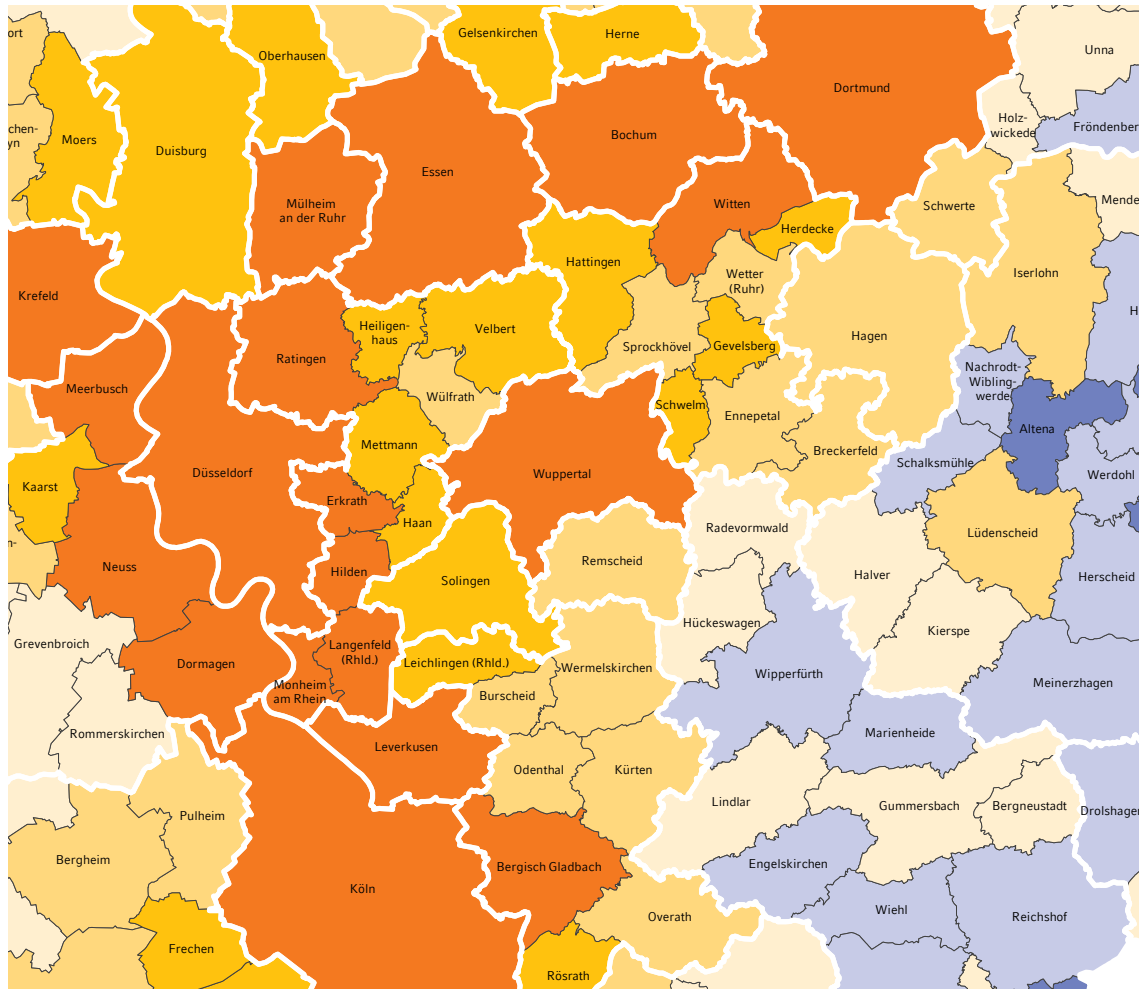 ort
Gelsenkirchen
Herne
Oberhausen
Unna
Dortmund
Holz-
wickede
Fröndenber
chen-
yn
Moers
Duisburg
Bochum
Essen
Mülheim
an der Ruhr
Witten
Schwerte
Mende
Herdecke
Hattingen
Wetter
(Ruhr)
Iserlohn
Krefeld
H
Heiligen-
haus
Velbert
Hagen
Sprockhövel
Gevelsberg
Ratingen
Nachrodt-
Wibling-
werde
Meerbusch
Wülfrath
Schwelm
Ennepetal
Altena
Mettmann
Breckerfeld
Schalksmühle
Düsseldorf
Wuppertal
Werdohl
Kaarst
Erkrath
Haan
Radevormwald
Lüdenscheid
n-
Neuss
Hilden
Solingen
Remscheid
Halver
Herscheid
Grevenbroich
Hückeswagen
Kierspe
Langenfeld
(Rhld.)
Dormagen
Leichlingen (Rhld.)
Wermelskirchen
Wipperfürth
Meinerzhagen
Monheim
am Rhein
Burscheid
Rommerskirchen
Marienheide
Leverkusen
Odenthal
Kürten
Lindlar
Gummersbach
Bergneustadt
Drolshagen
Pulheim
Bergheim
Bergisch Gladbach
Engelskirchen
Köln
Overath
Wiehl
Reichshof
Frechen
Rösrath